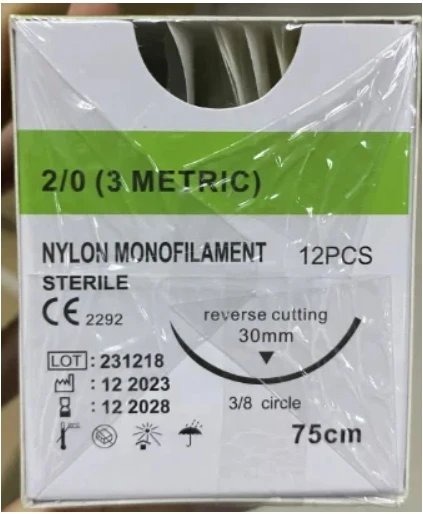 2/0 (3 METRIC)
NYLON MONOFILAMENT 12PCS
STERILE
CE 2292
reverse cutting
30mm
LOT : 231218
: 12 2023
: 12 2028
3/8 circle
75cm